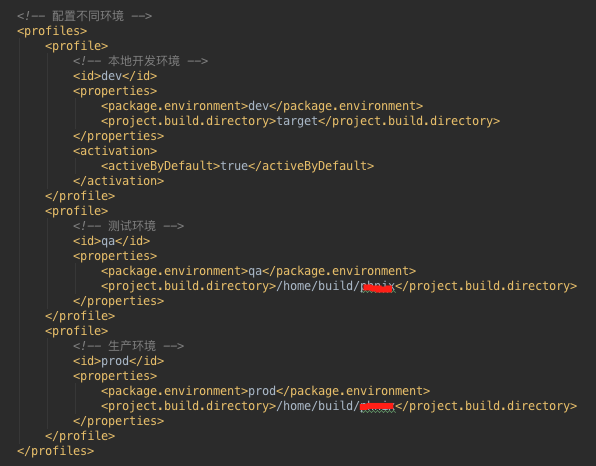 <!-- 配置不同环境 -->
<profiles>
<profile>
<!-- 本地开发环境 -->
<id>dev</id>
<properties>
<package.environment>dev</package.environment>
<project.build.directory>target</project.build.directory>
</properties>
<activation>
<activeByDefault>true</activeByDefault>
</activation>
</profile>
<profile>
<!-- 测试环境 -->
<id>qa</id>
<properties>
<package.environment>qa</package.environment>
<project.build.directory>/home/build/</project.build.directory>
</properties>
</profile>
<profile>
<!-- 生产环境 -->
<id>prod</id>
<properties>
<package.environment>prod</package.environment>
<project.build.directory>/home/build/</project.build.directory>
</properties>
</profile>
</profiles>